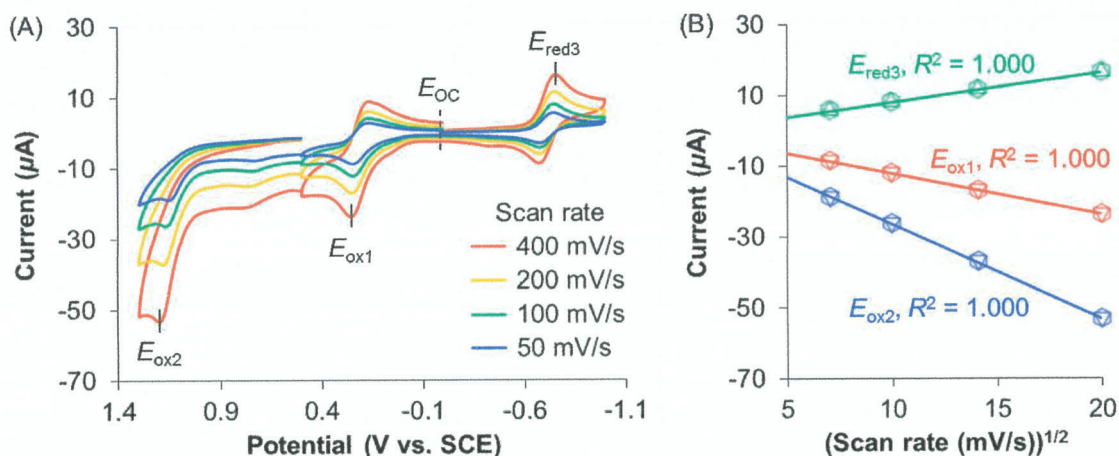 (A)
30
10
-10
-30
-50
-70
Current (µA)
E_red3
E_OC
E_ox1
E_ox2
Scan rate
400 mV/s
200 mV/s
100 mV/s
50 mV/s
1.4 0.9 0.4 -0.1 -0.6 -1.1
Potential (V vs. SCE)
(B)
30
10
-10
-30
-50
-70
Current (µA)
E_red3, R² = 1.000
E_ox1, R² = 1.000
E_ox2, R² = 1.000
5 10 15 20
(Scan rate (mV/s))^1/2